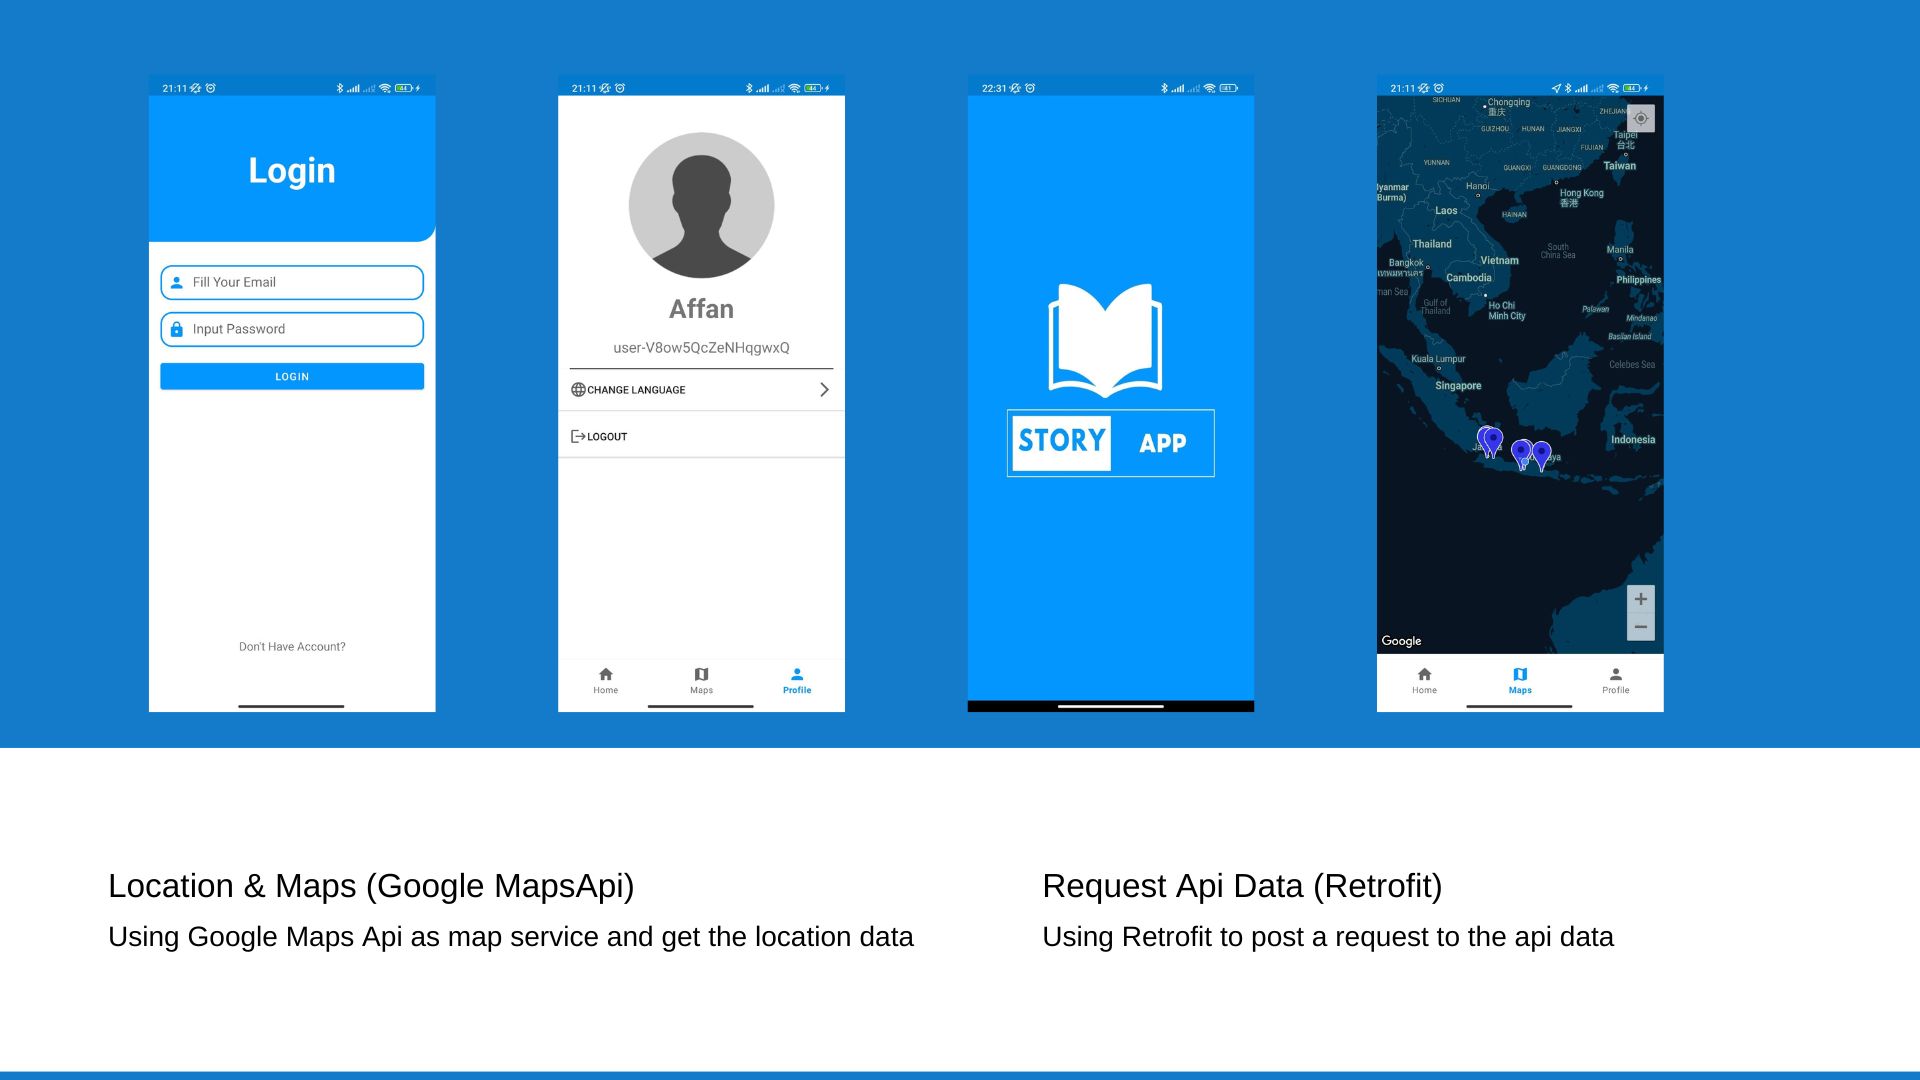 21:11
Login
Fill Your Email
Input Password
LOGIN
Don't Have Account?
21:11
Affan
user-V8ow5QcZeNHqgwxQ
CHANGE LANGUAGE
LOGOUT
Home
Maps
Profile
22:31
STORY
APP
21:11
SICHUAN
Chongqing
重庆
ZHEJIANG
GUIZHOU
HUNAN
JIANGXI
Taipei
台北
FUJIAN
YUNNAN
GUANGXI
GUANGDONG
Taiwan
Hanoi
Hong Kong
香港
Laos
HAINAN
Thailand
South
China Sea
Manila
Vietnam
Bangkok
Cambodia
Philippines
Gulf of
Thailand
Ho Chi
Minh City
Palawan
Mindanao
Basilan Island
Kuala Lumpur
Celebes Sea
Singapore
Indonesia
Google
Home
Maps
Profile
Location & Maps (Google MapsApi)
Using Google Maps Api as map service and get the location data
Request Api Data (Retrofit)
Using Retrofit to post a request to the api data